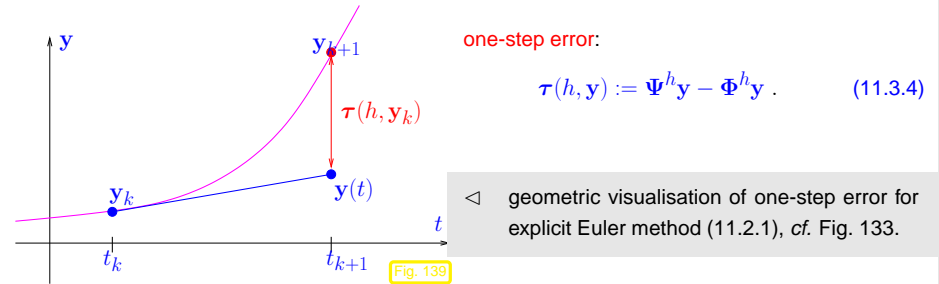 y
y_{k+1}
τ(h, y_k)
y_k
y(t)
t
t_k
t_{k+1}
Fig. 139
one-step error:
τ(h, y) := Ψ^h y − Φ^h y . (11.3.4)
◁ geometric visualisation of one-step error for
explicit Euler method (11.2.1), cf. Fig. 133.